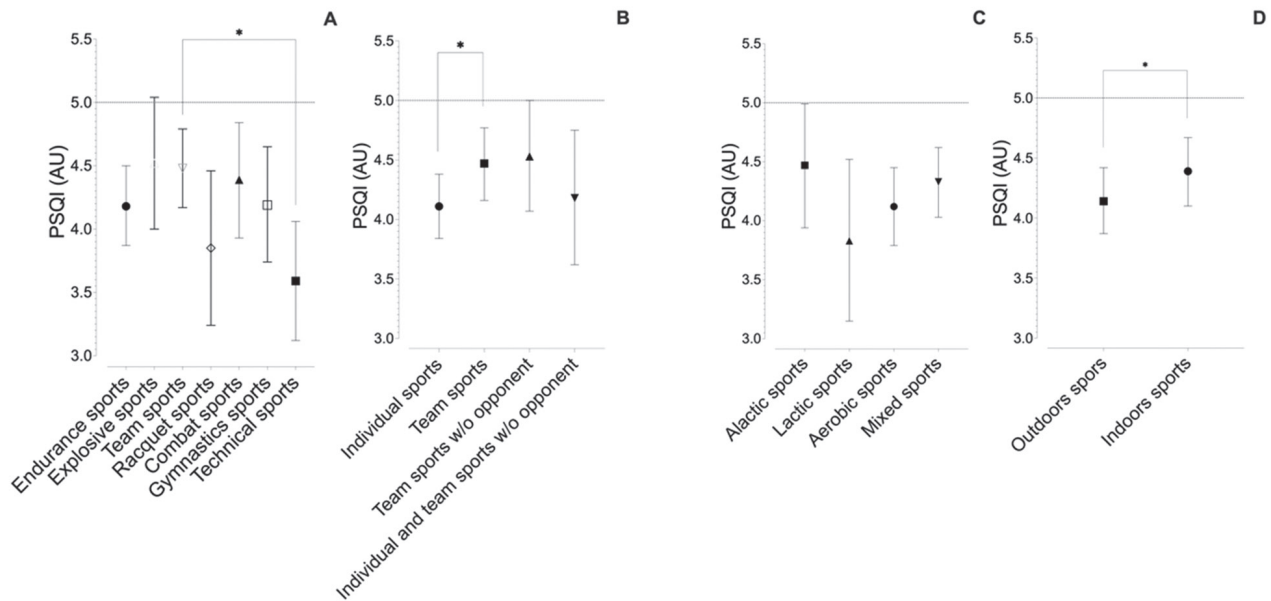 A
*
5.5
5.0
4.5
4.0
3.5
3.0
PSQI (AU)
Endurance sports
Explosive sports
Team sports
Racquet sports
Combat sports
Gymnastics sports
Technical sports
B
*
5.5
5.0
4.5
4.0
3.5
3.0
PSQI (AU)
Individual sports
Team sports
Team sports w/o opponent
Individual and team sports w/o opponent
C
5.5
5.0
4.5
4.0
3.5
3.0
PSQI (AU)
Alactic sports
Lactic sports
Aerobic sports
Mixed sports
D
*
5.5
5.0
4.5
4.0
3.5
3.0
PSQI (AU)
Outdoors spors
Indoors sports